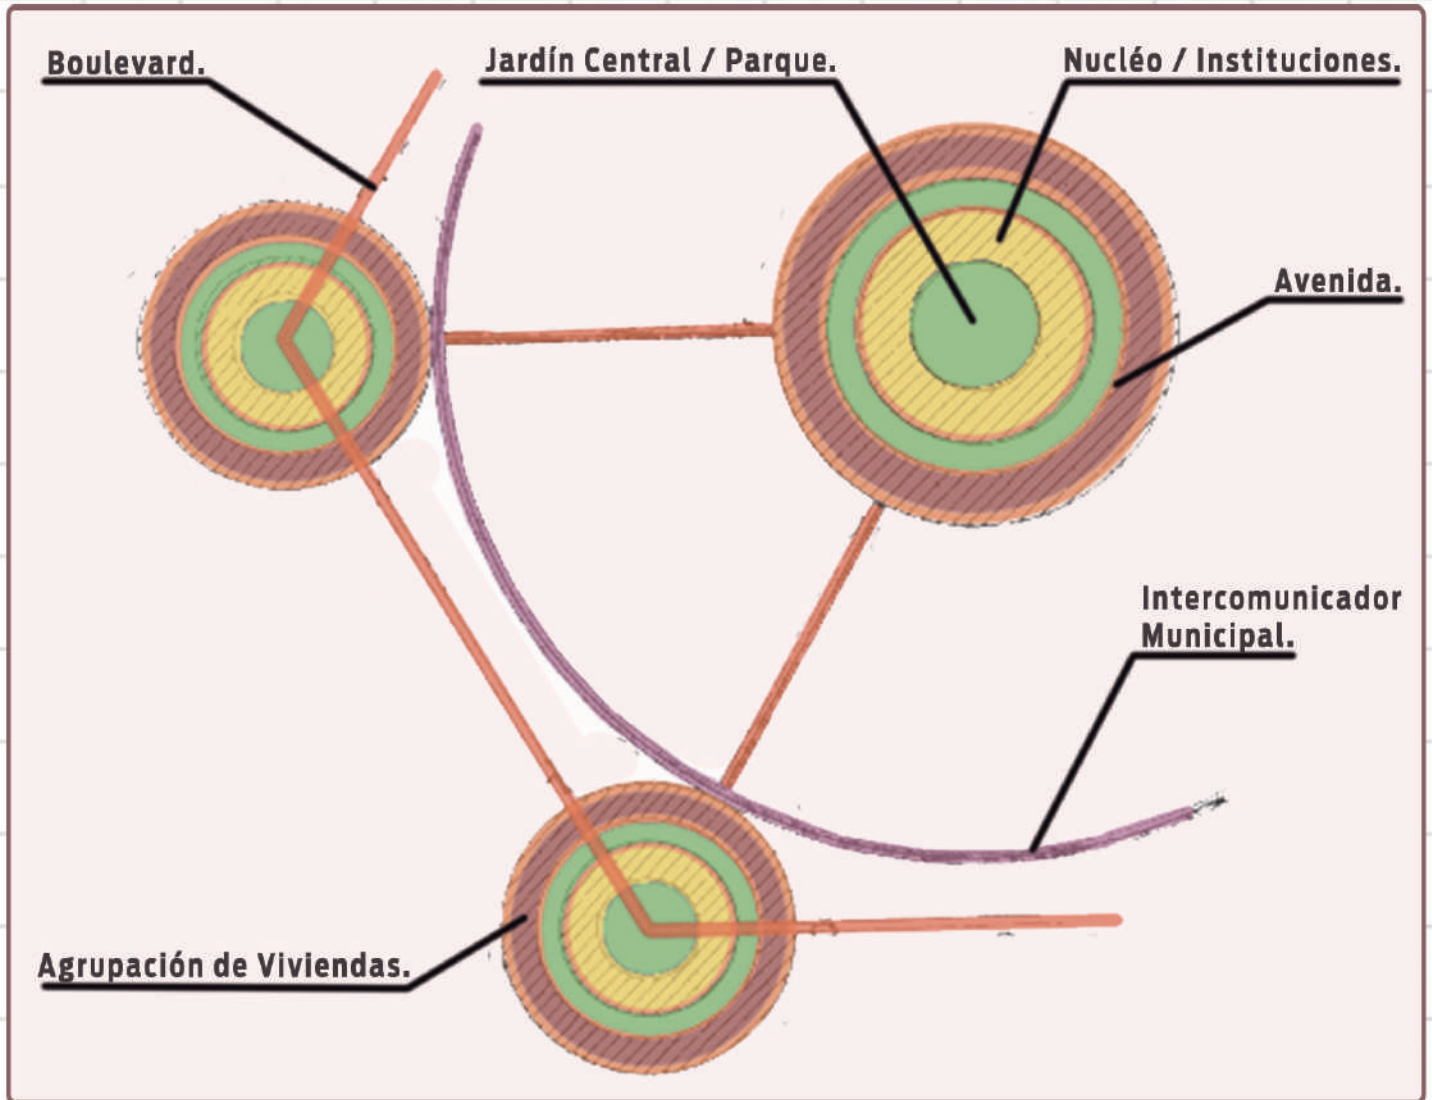 Boulevard.
Jardín Central / Parque.
Nucléo / Instituciones.
Avenida.
Intercomunicador
Municipal.
Agrupación de Viviendas.